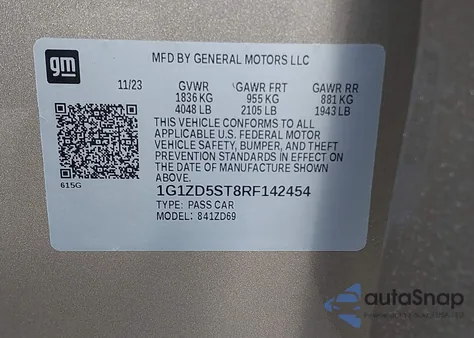 gm
MFD BY GENERAL MOTORS LLC
11/23 GVWR GAWR FRT GAWR RR
1836 KG 955 KG 881 KG
4048 LB 2105 LB 1943 LB
THIS VEHICLE CONFORMS TO ALL
APPLICABLE U.S. FEDERAL MOTOR
VEHICLE SAFETY, BUMPER, AND THEFT
PREVENTION STANDARDS IN EFFECT ON
THE DATE OF MANUFACTURE SHOWN
ABOVE.
615G
1G1ZD5ST8RF142454
TYPE: PASS CAR
MODEL: 841ZD69
autoSnap